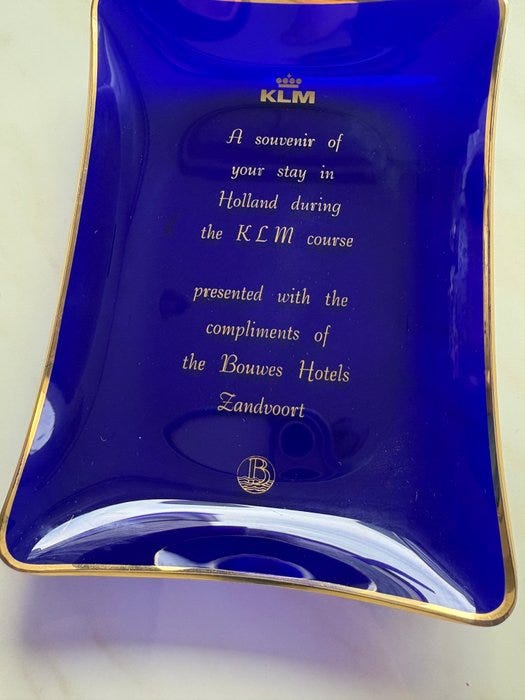 KLM
A souvenir of
your stay in
Holland during
the KLM course
presented with the
compliments of
the Bouwes Hotels
Zandvoort
B